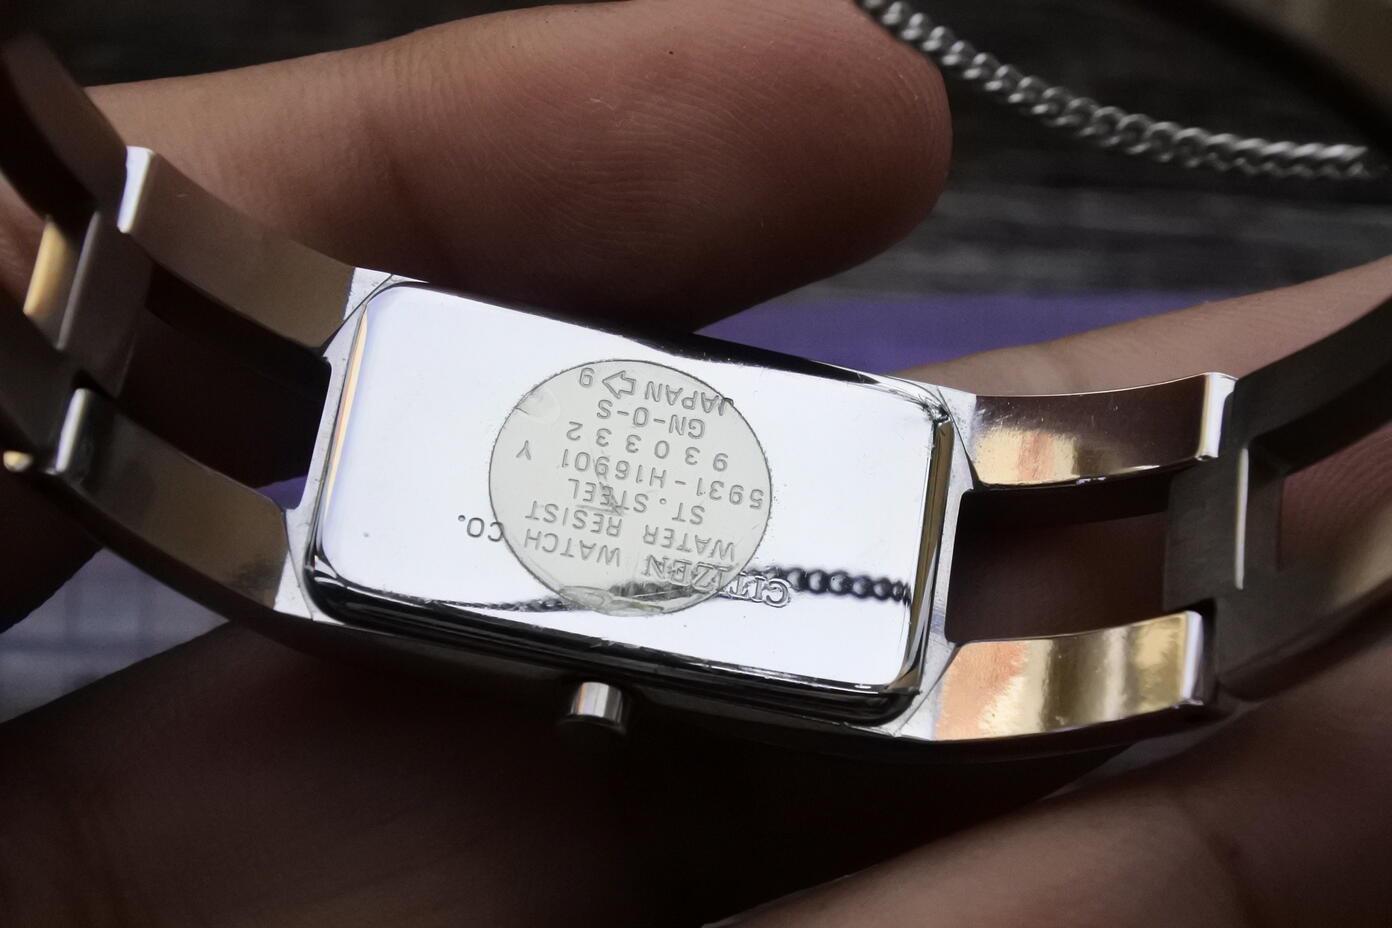 CITIZEN WATCH CO.
WATER RESIST
ST. STEEL
5931-H16901 Y
930332
GN-0-S
JAPAN ⇦ 9